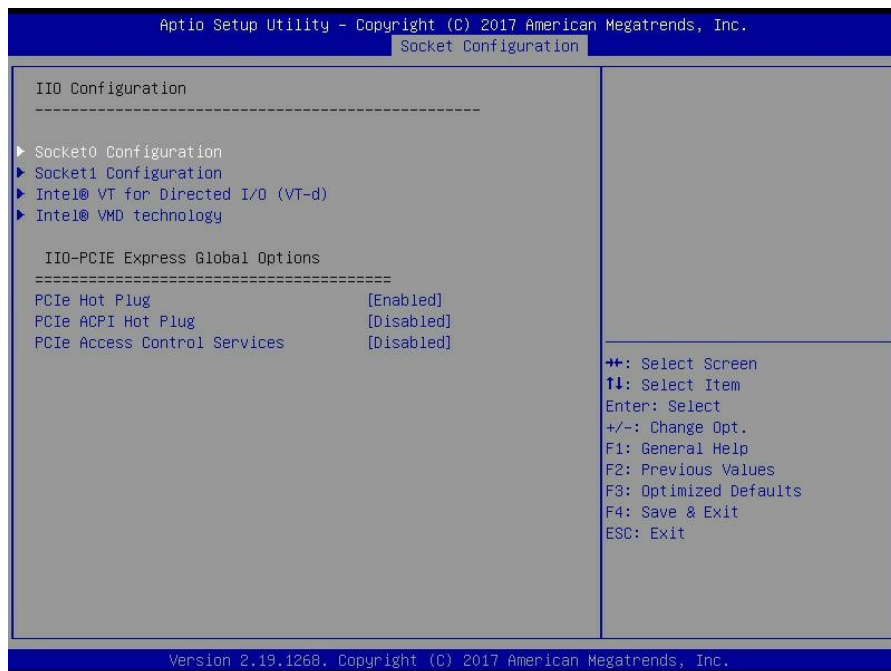 Aptio Setup Utility – Copyright (C) 2017 American Megatrends, Inc.
Socket Configuration
IIO Configuration
--------------------------------------------------
Socket0 Configuration
Socket1 Configuration
Intel® VT for Directed I/O (VT-d)
Intel® VMD technology
IIO-PCIE Express Global Options
========================================
PCIe Hot Plug [Enabled]
PCIe ACPI Hot Plug [Disabled]
PCIe Access Control Services [Disabled]
→←: Select Screen
↑↓: Select Item
Enter: Select
+/-: Change Opt.
F1: General Help
F2: Previous Values
F3: Optimized Defaults
F4: Save & Exit
ESC: Exit
Version 2.19.1268. Copyright (C) 2017 American Megatrends, Inc.